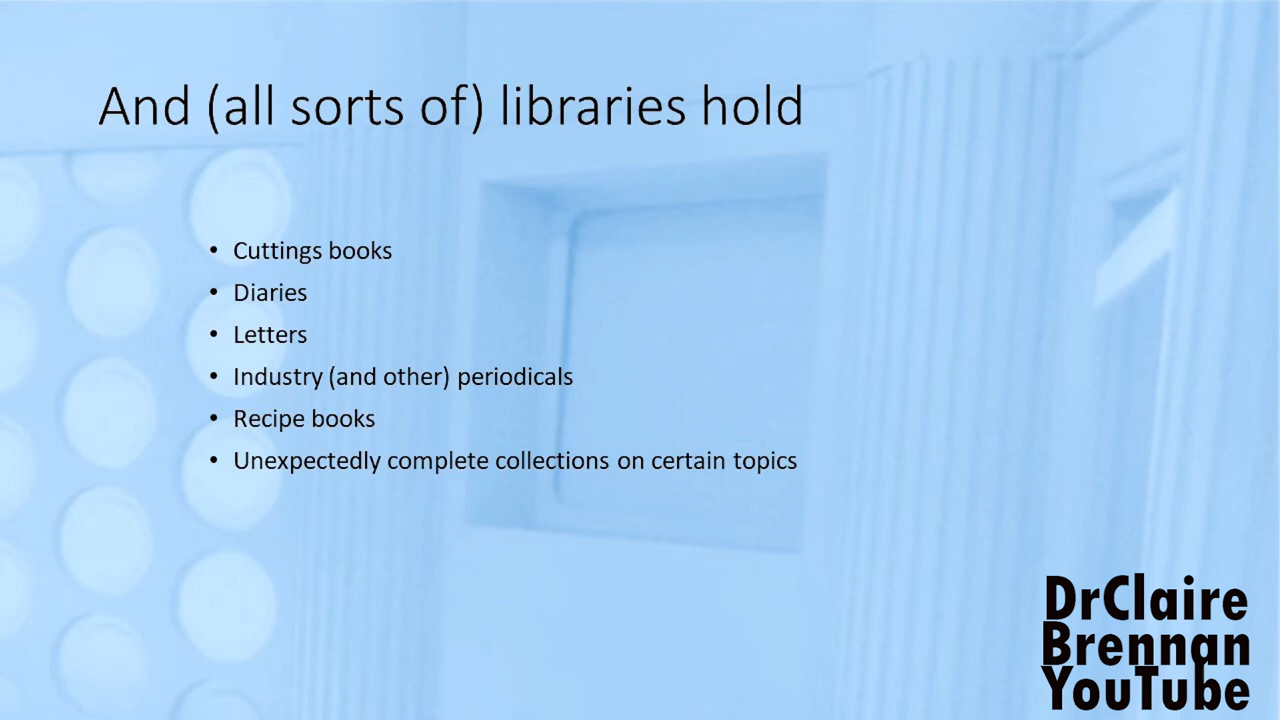 And (all sorts of) libraries hold
• Cuttings books
• Diaries
• Letters
• Industry (and other) periodicals
• Recipe books
• Unexpectedly complete collections on certain topics
DrClaire
Brennan
YouTube